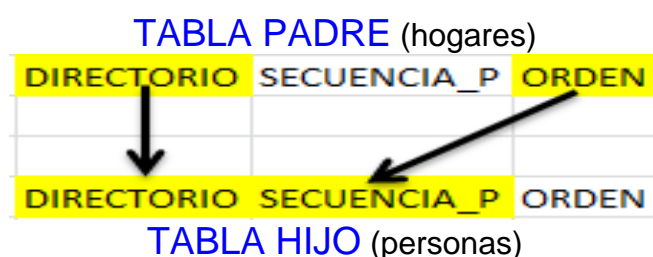 TABLA PADRE (hogares)
DIRECTORIO SECUENCIA_P ORDEN
DIRECTORIO SECUENCIA_P ORDEN
TABLA HIJO (personas)